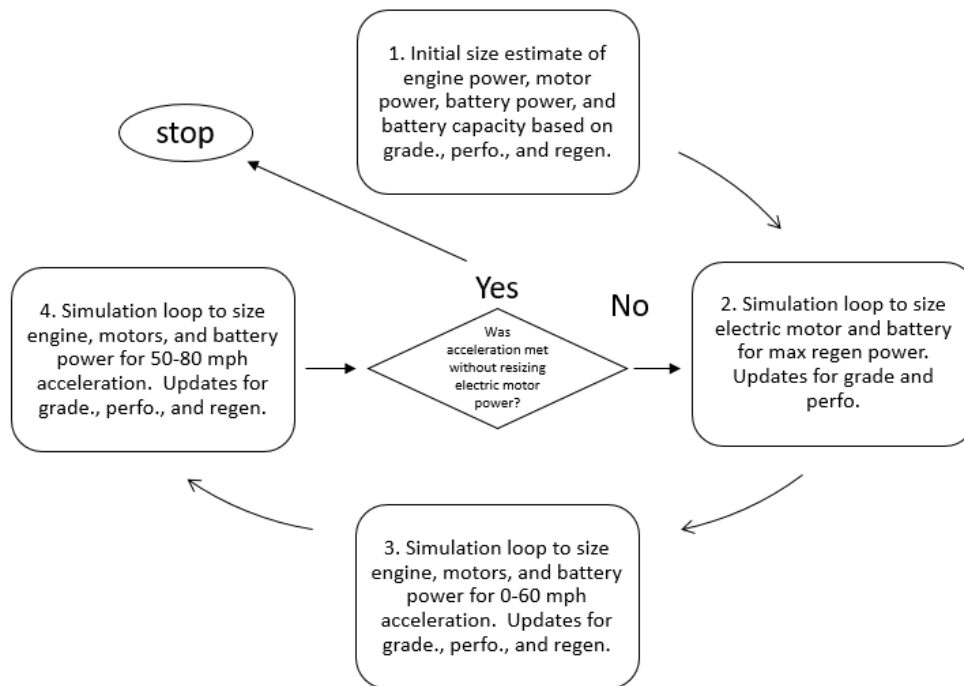 1. Initial size estimate of
engine power, motor
power, battery power, and
battery capacity based on
grade., perfo., and regen.
stop
Yes
No
4. Simulation loop to size
engine, motors, and battery
power for 50-80 mph
acceleration.  Updates for
grade., perfo., and regen.
Was
acceleration met
without resizing
electric motor
power?
2. Simulation loop to size
electric motor and battery
for max regen power.
Updates for grade and
perfo.
3. Simulation loop to size
engine, motors, and battery
power for 0-60 mph
acceleration.  Updates for
grade., perfo., and regen.